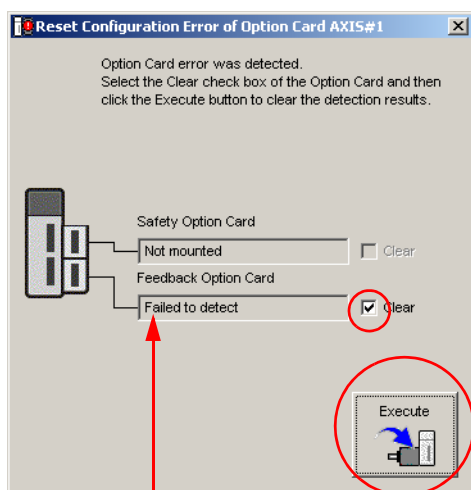 Reset Configuration Error of Option Card AXIS#1
Option Card error was detected.
Select the Clear check box of the Option Card and then
click the Execute button to clear the detection results.
Safety Option Card
Not mounted
Clear
Feedback Option Card
Failed to detect
Clear
Execute